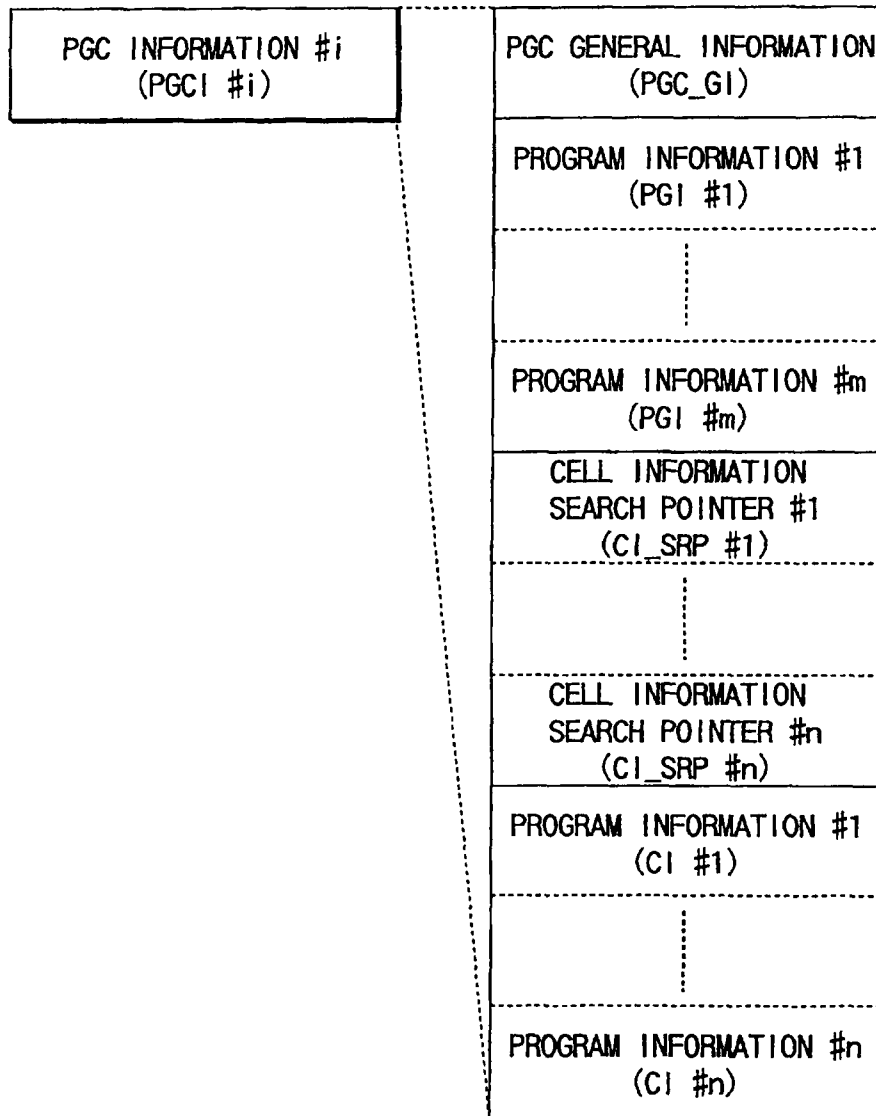 PGC INFORMATION #i
(PGCI #i)
PGC GENERAL INFORMATION
(PGC_GI)
PROGRAM INFORMATION #1
(PGI #1)
PROGRAM INFORMATION #m
(PGI #m)
CELL INFORMATION
SEARCH POINTER #1
(CI_SRP #1)
CELL INFORMATION
SEARCH POINTER #n
(CI_SRP #n)
PROGRAM INFORMATION #1
(CI #1)
PROGRAM INFORMATION #n
(CI #n)